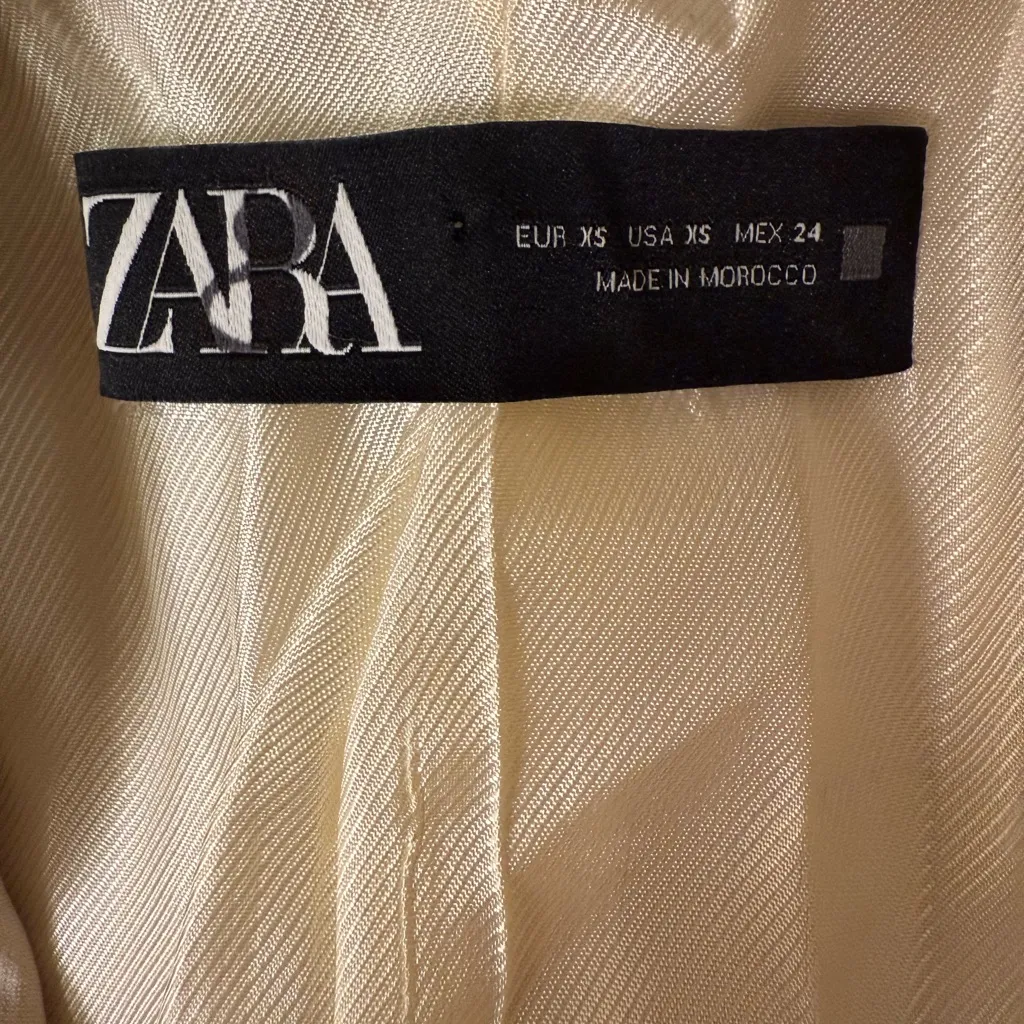 ZARA
EUR XS USA XS MEX 24
MADE IN MOROCCO